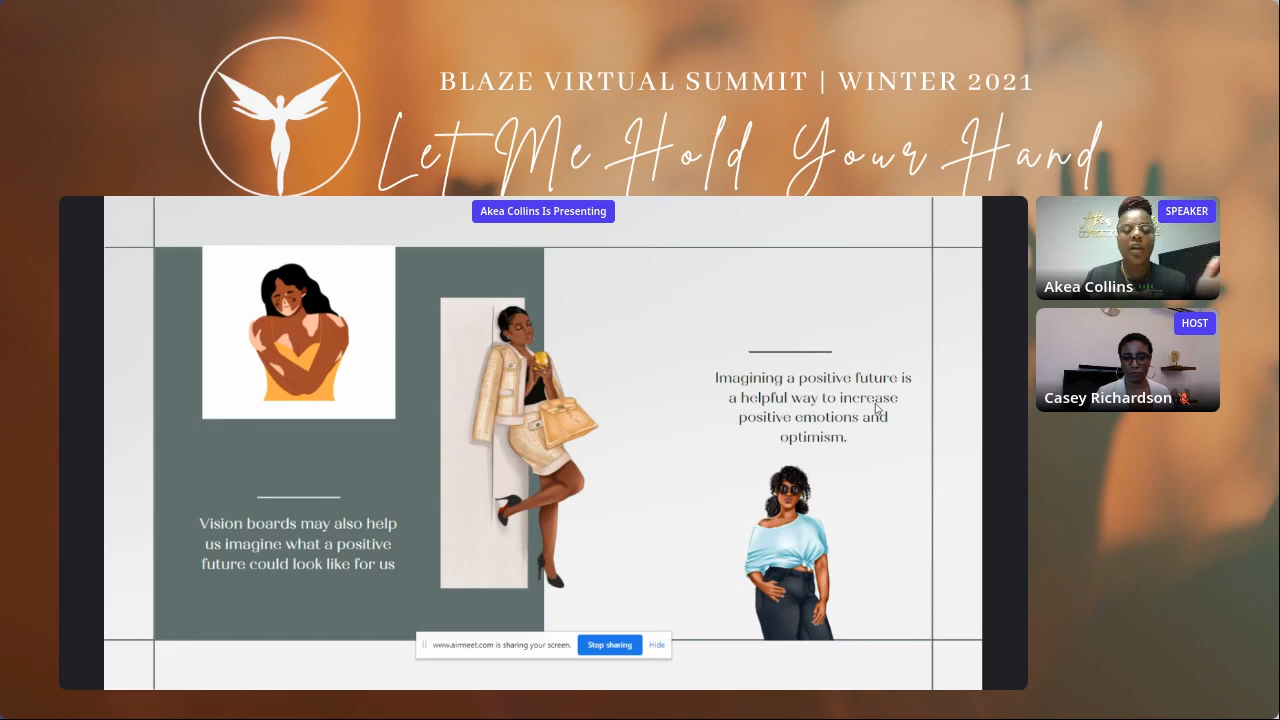 BLAZE VIRTUAL SUMMIT | WINTER 2021
Let Me Hold Your Hand
Akea Collins Is Presenting
Vision boards may also help
us imagine what a positive
future could look like for us
Imagining a positive future is
a helpful way to increase
positive emotions and
optimism.
www.airmeet.com is sharing your screen.
Stop sharing
Hide
SPEAKER
Akea Collins
HOST
Casey Richardson